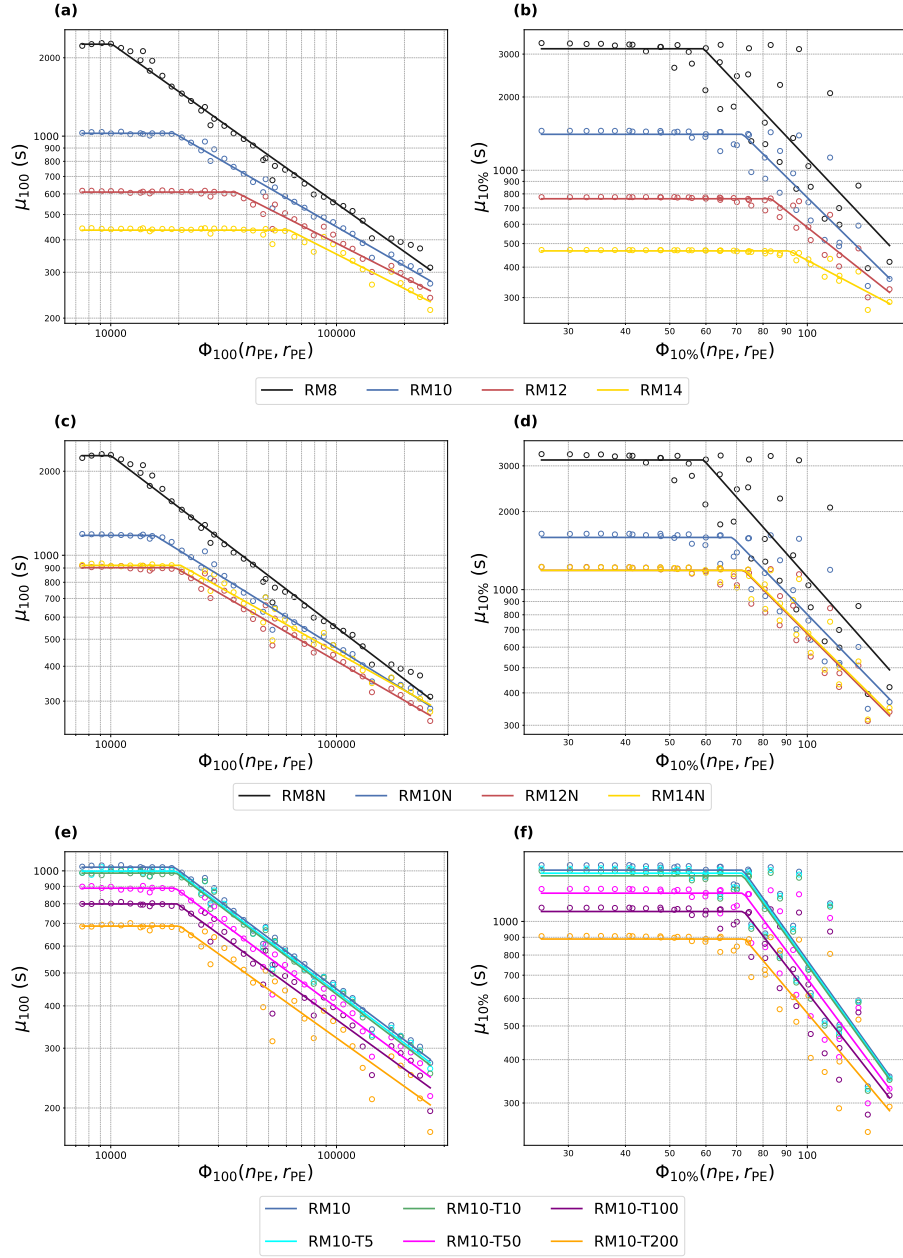 (a)
(b)
2000
1000
900
800
700
600
500
400
300
200
μ100 (s)
10000
100000
Φ100(nPE, rPE)
3000
2000
1000
900
800
700
600
500
400
300
μ10% (s)
30
40
50
60
70
80
90
100
Φ10%(nPE, rPE)
RM8
RM10
RM12
RM14
(c)
(d)
2000
1000
900
800
700
600
500
400
300
μ100 (s)
10000
100000
Φ100(nPE, rPE)
3000
2000
1000
900
800
700
600
500
400
300
μ10% (s)
30
40
50
60
70
80
90
100
Φ10%(nPE, rPE)
RM8N
RM10N
RM12N
RM14N
(e)
(f)
1000
900
800
700
600
500
400
300
200
μ100 (s)
10000
100000
Φ100(nPE, rPE)
1000
900
800
700
600
500
400
300
μ10% (s)
30
40
50
60
70
80
90
100
Φ10%(nPE, rPE)
RM10
RM10-T10
RM10-T100
RM10-T5
RM10-T50
RM10-T200